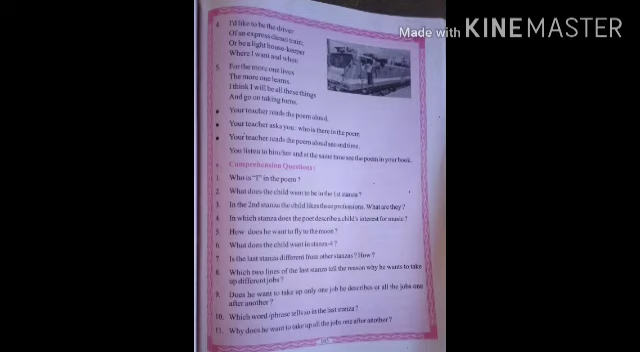 Made with KINEMASTER
4. I'd like to be the driver
Of an express diesel train,
Or be a light house-keeper
Where I want and when.
5. For the more one lives
The more one learns.
I think I will be all these things
And go on taking turns.
• Your teacher reads the poem aloud.
• Your teacher asks you : who is there in the poem.
• Your teacher reads the poem aloud second time.
You listen to him/her and at the same time see the poem in your book.
Comprehension Questions :
1. Who is "I" in the poem ?
2. What does the child want to be in the 1st stanza ?
3. In the 2nd stanza the child likes three professions. What are they ?
4. In which stanza does the poet describe a child's interest for music ?
5. How does he want to fly to the moon ?
6. What does the child want in stanza-4 ?
7. Is the last stanza different from other stanzas ? How ?
8. Which two lines of the last stanza tell the reason why he wants to take
up different jobs ?
9. Does he want to take up only one job he describes or all the jobs one
after another ?
10. Which word /phrase tells so in the last stanza ?
11. Why does he want to take up all the jobs one after another ?